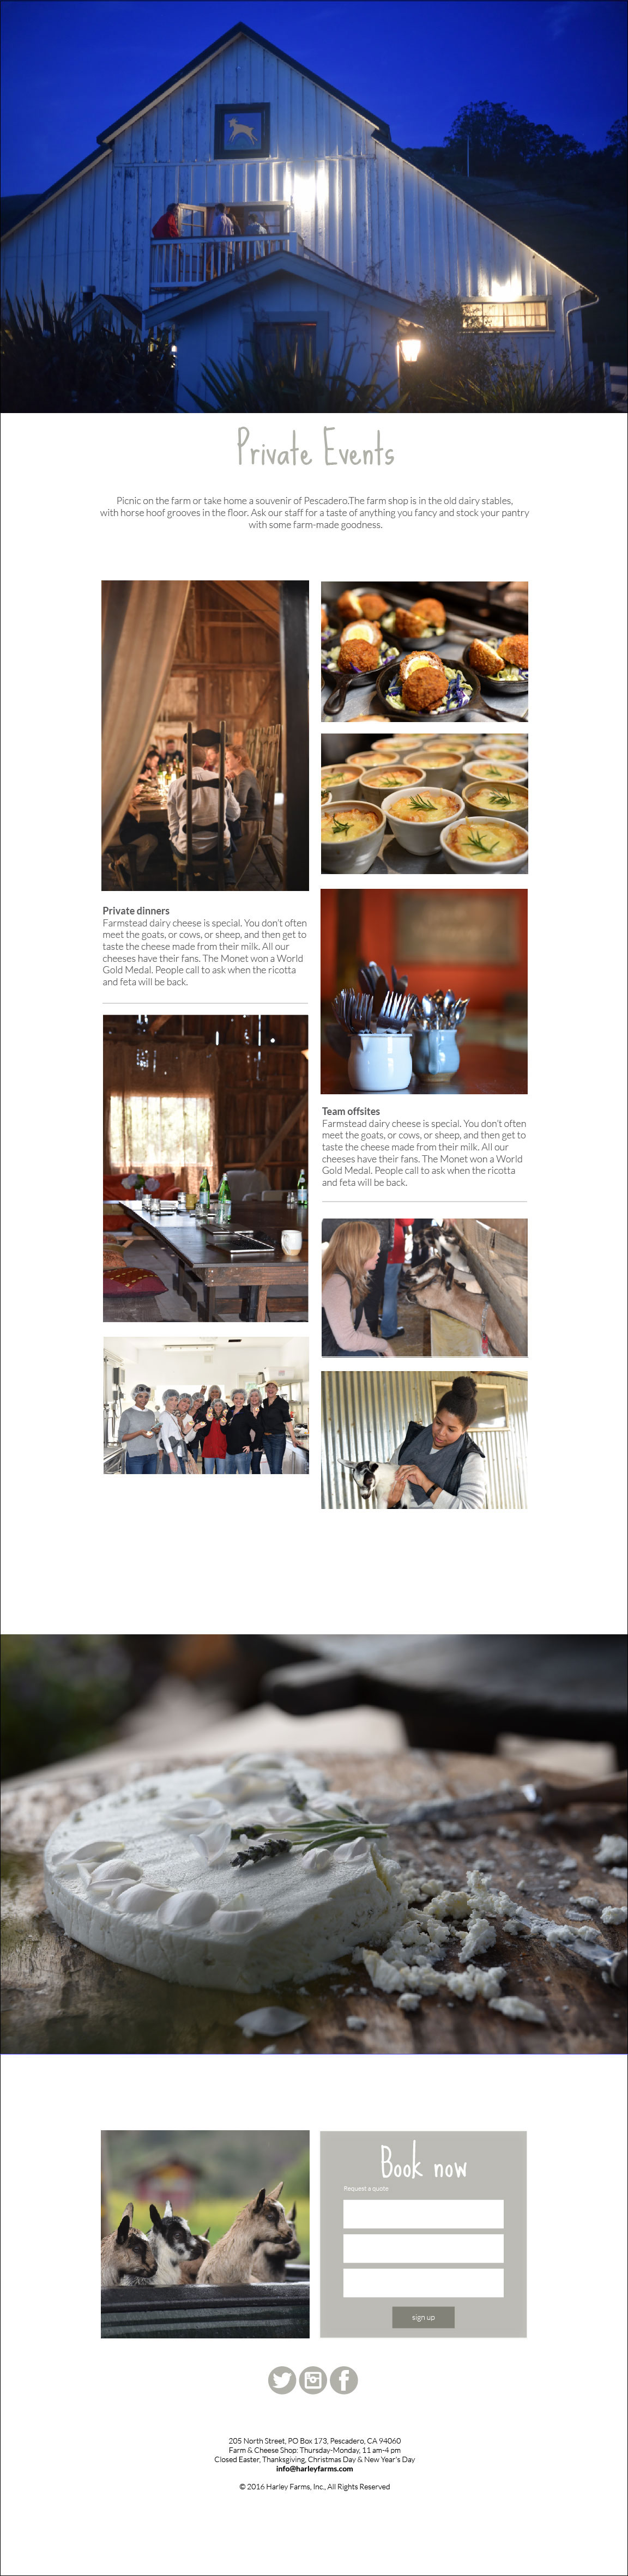 Private Events
Picnic on the farm or take home a souvenir of Pescadero.The farm shop is in the old dairy stables,
with horse hoof grooves in the floor. Ask our staff for a taste of anything you fancy and stock your pantry
with some farm-made goodness.
Private dinners
Farmstead dairy cheese is special. You don't often
meet the goats, or cows, or sheep, and then get to
taste the cheese made from their milk. All our
cheeses have their fans. The Monet won a World
Gold Medal. People call to ask when the ricotta
and feta will be back.
Team offsites
Farmstead dairy cheese is special. You don't often
meet the goats, or cows, or sheep, and then get to
taste the cheese made from their milk. All our
cheeses have their fans. The Monet won a World
Gold Medal. People call to ask when the ricotta
and feta will be back.
Book now
Request a quote
sign up
205 North Street, PO Box 173, Pescadero, CA 94060
Farm & Cheese Shop: Thursday-Monday, 11 am-4 pm
Closed Easter, Thanksgiving, Christmas Day & New Year's Day
info@harleyfarms.com
© 2016 Harley Farms, Inc., All Rights Reserved